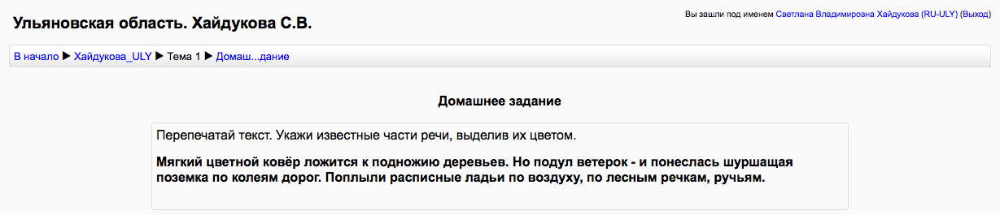 Ульяновская область. Хайдукова С.В.
Вы зашли под именем Светлана Владимировна Хайдукова (RU-ULY) (Выход)
В начало ► Хайдукова_ULY ► Тема 1 ► Домаш...дание
Домашнее задание
Перепечатай текст. Укажи известные части речи, выделив их цветом.
Мягкий цветной ковёр ложится к подножию деревьев. Но подул ветерок - и понеслась шуршащая
поземка по колеям дорог. Поплыли расписные ладьи по воздуху, по лесным речкам, ручьям.